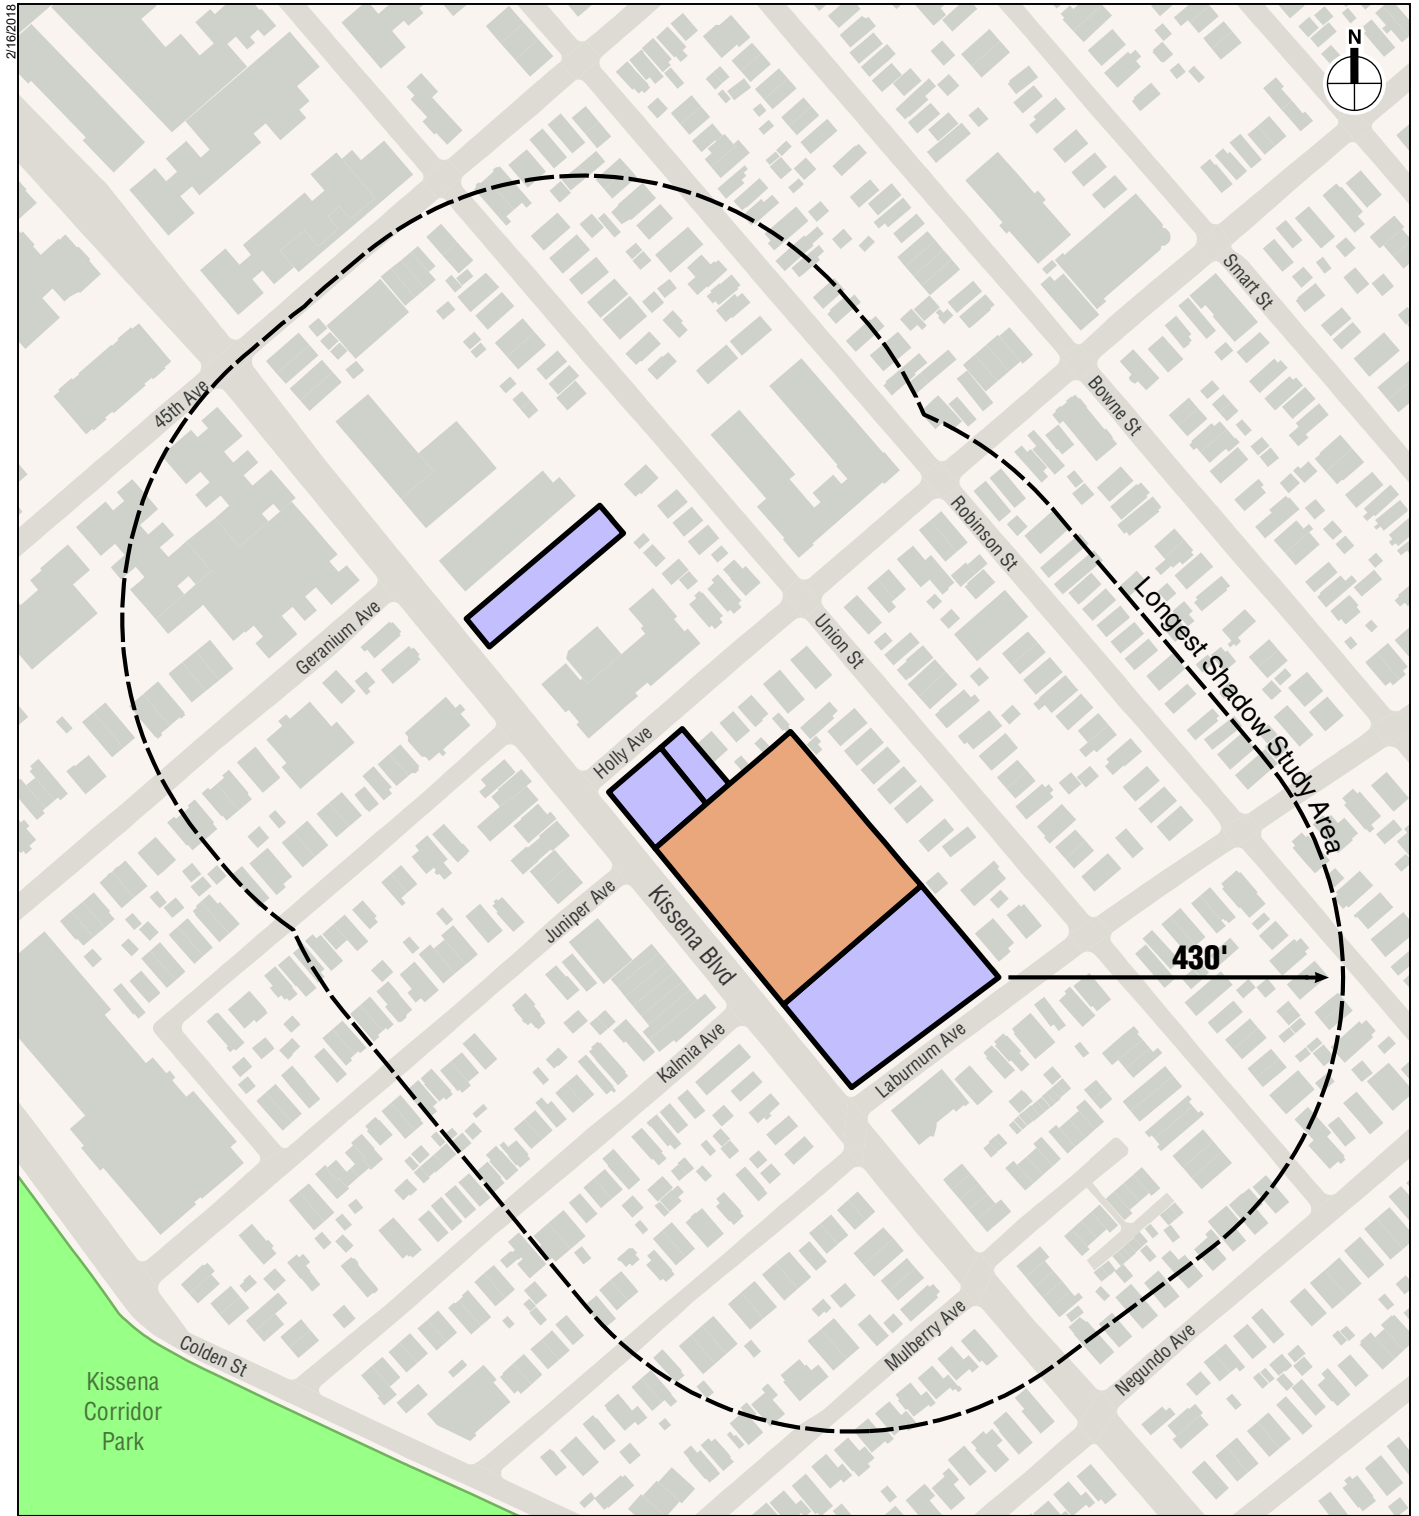 2/16/2018
N
Smart St
45th Ave
Bowne St
Robinson St
Longest Shadow Study Area
Geranium Ave
Union St
Holly Ave
Juniper Ave
Kissena Blvd
430'
Kalmia Ave
Laburnum Ave
Mulberry Ave
Negundo Ave
Colden St
Kissena
Corridor
Park